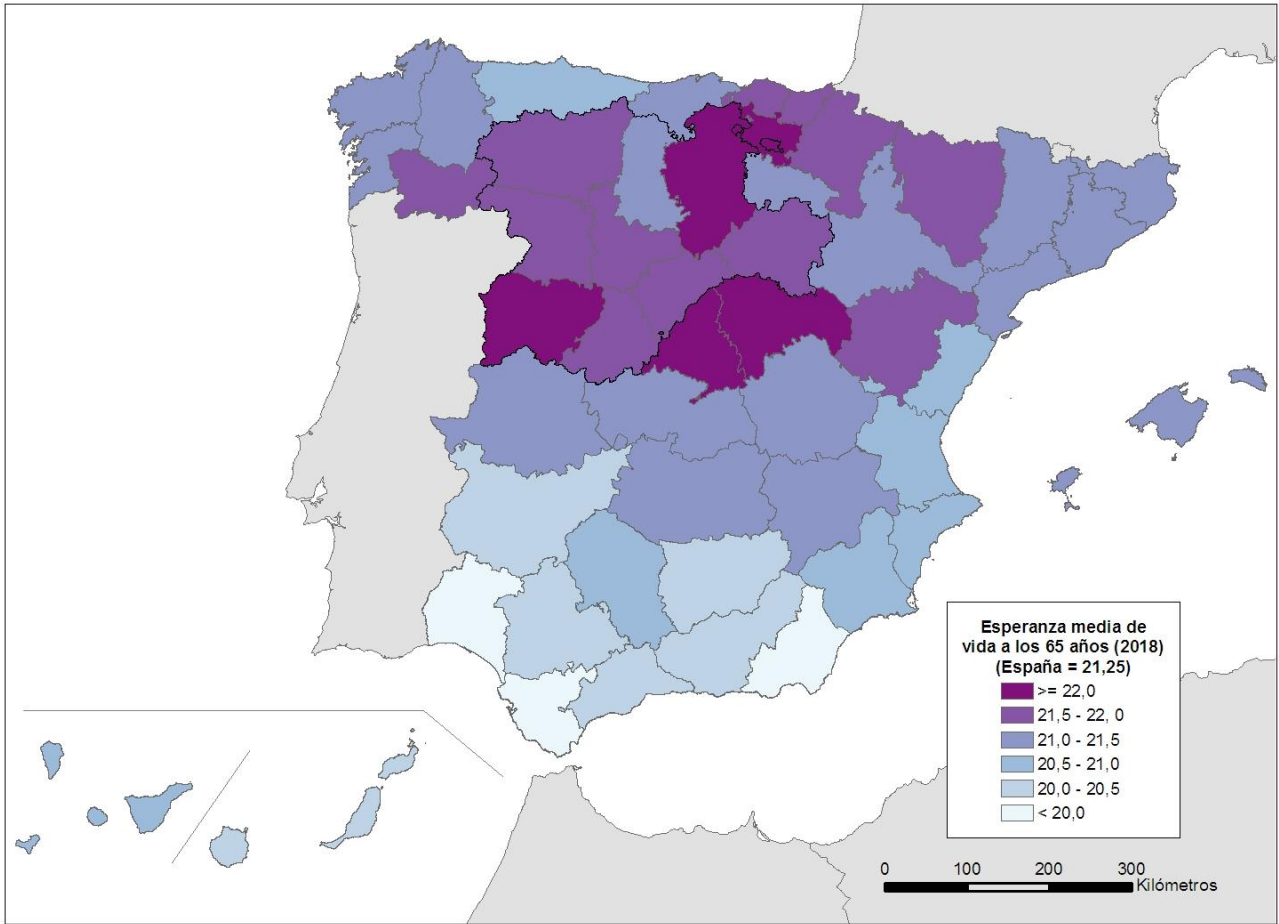 Esperanza media de
vida a los 65 años (2018)
(España = 21,25)
>= 22,0
21,5 - 22, 0
21,0 - 21,5
20,5 - 21,0
20,0 - 20,5
< 20,0
0 100 200 300
Kilómetros